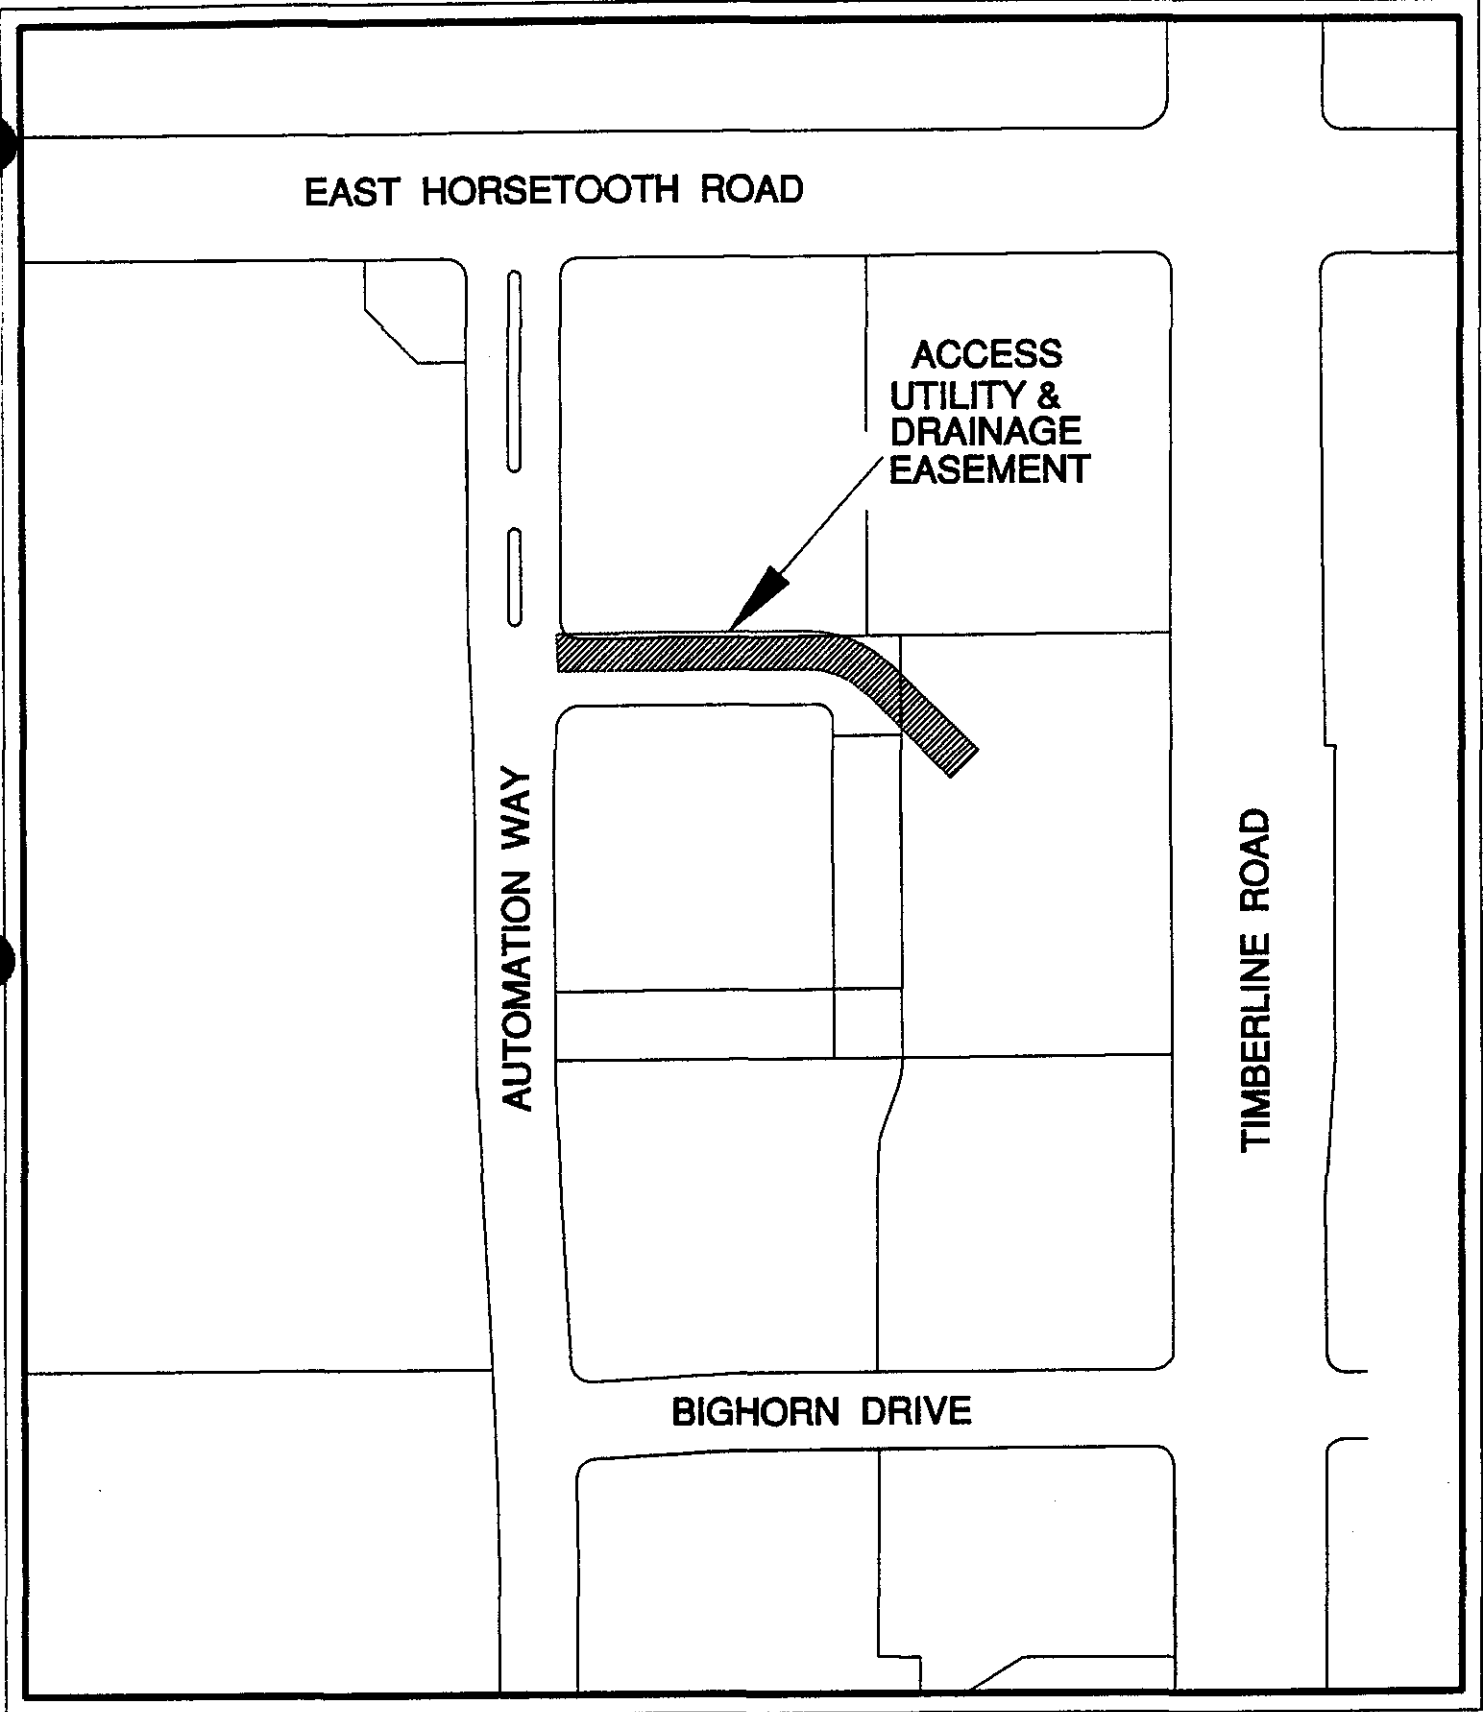 EAST HORSETOOTH ROAD
ACCESS
UTILITY &
DRAINAGE
EASEMENT
AUTOMATION WAY
TIMBERLINE ROAD
BIGHORN DRIVE